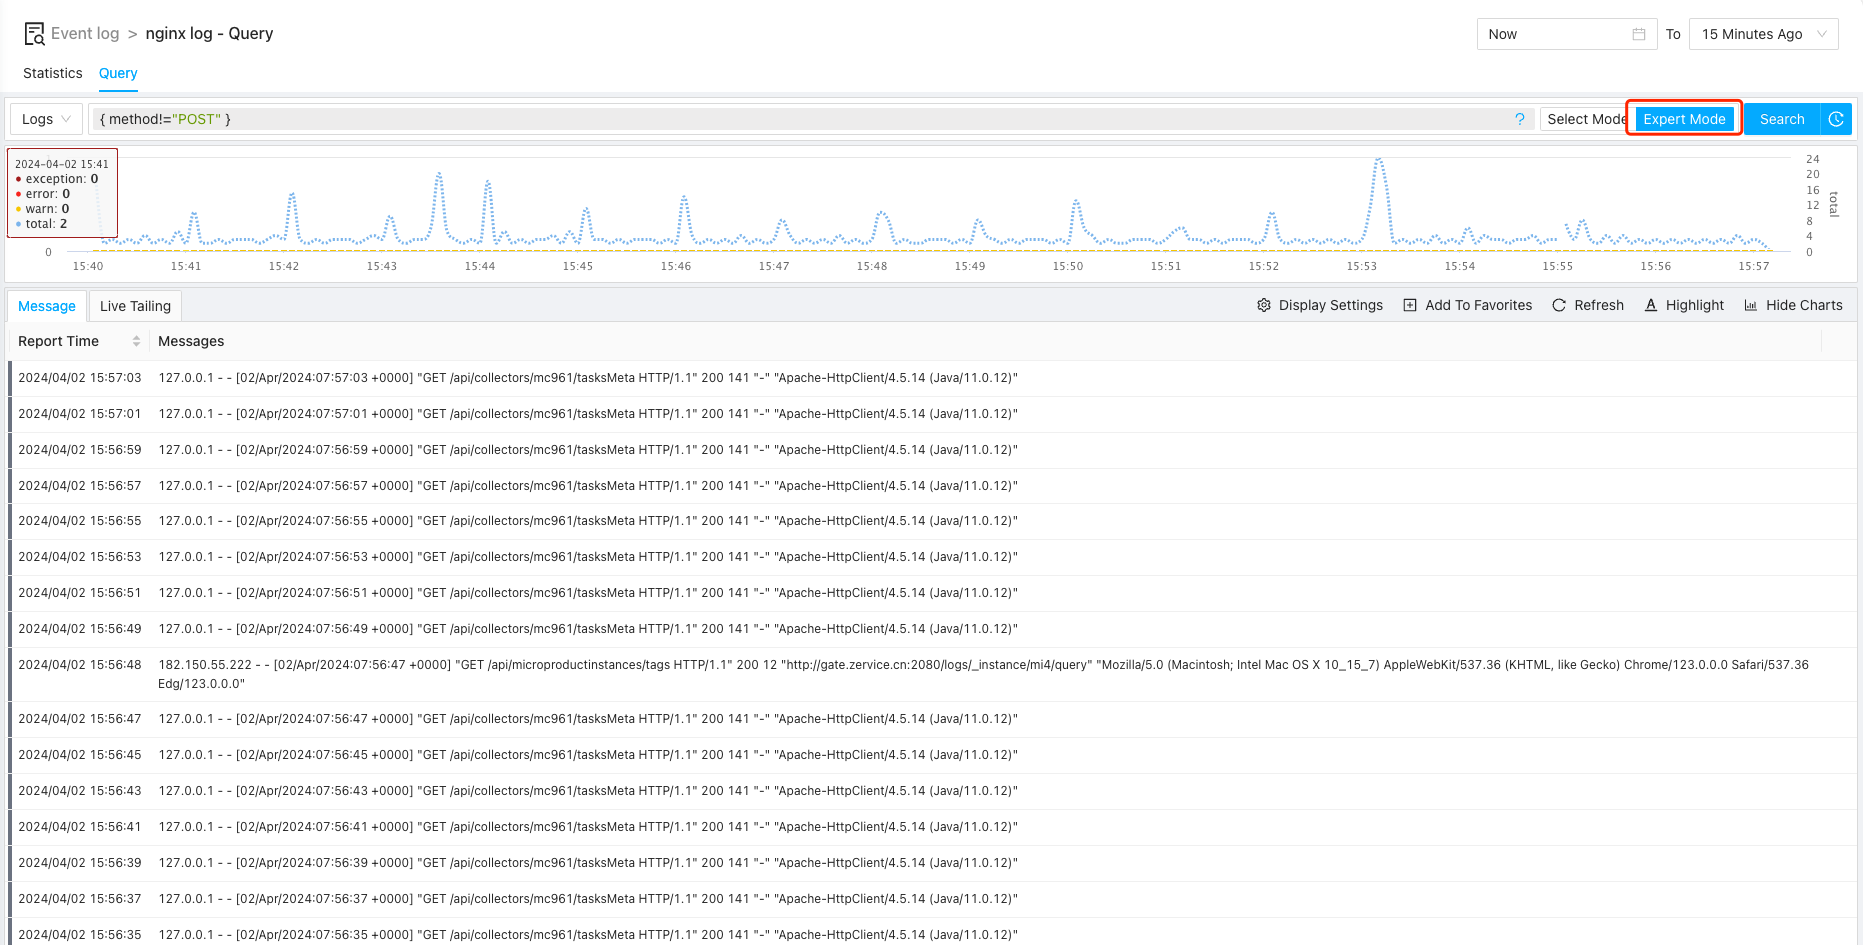 Event log > nginx log - Query
Now To 15 Minutes Ago
Statistics Query
Logs { method!="POST" } ? Select Mode Expert Mode Search
2024-04-02 15:41
exception: 0
error: 0
warn: 0
total: 2
0
24
20
16
12
8
4
0
total
15:40 15:41 15:42 15:43 15:44 15:45 15:46 15:47 15:48 15:49 15:50 15:51 15:52 15:53 15:54 15:55 15:56 15:57
Message Live Tailing Display Settings Add To Favorites Refresh A Highlight Hide Charts
Report Time Messages
2024/04/02 15:57:03 127.0.0.1 - - [02/Apr/2024:07:57:03 +0000] "GET /api/collectors/mc961/tasksMeta HTTP/1.1" 200 141 "-" "Apache-HttpClient/4.5.14 (Java/11.0.12)"
2024/04/02 15:57:01 127.0.0.1 - - [02/Apr/2024:07:57:01 +0000] "GET /api/collectors/mc961/tasksMeta HTTP/1.1" 200 141 "-" "Apache-HttpClient/4.5.14 (Java/11.0.12)"
2024/04/02 15:56:59 127.0.0.1 - - [02/Apr/2024:07:56:59 +0000] "GET /api/collectors/mc961/tasksMeta HTTP/1.1" 200 141 "-" "Apache-HttpClient/4.5.14 (Java/11.0.12)"
2024/04/02 15:56:57 127.0.0.1 - - [02/Apr/2024:07:56:57 +0000] "GET /api/collectors/mc961/tasksMeta HTTP/1.1" 200 141 "-" "Apache-HttpClient/4.5.14 (Java/11.0.12)"
2024/04/02 15:56:55 127.0.0.1 - - [02/Apr/2024:07:56:55 +0000] "GET /api/collectors/mc961/tasksMeta HTTP/1.1" 200 141 "-" "Apache-HttpClient/4.5.14 (Java/11.0.12)"
2024/04/02 15:56:53 127.0.0.1 - - [02/Apr/2024:07:56:53 +0000] "GET /api/collectors/mc961/tasksMeta HTTP/1.1" 200 141 "-" "Apache-HttpClient/4.5.14 (Java/11.0.12)"
2024/04/02 15:56:51 127.0.0.1 - - [02/Apr/2024:07:56:51 +0000] "GET /api/collectors/mc961/tasksMeta HTTP/1.1" 200 141 "-" "Apache-HttpClient/4.5.14 (Java/11.0.12)"
2024/04/02 15:56:49 127.0.0.1 - - [02/Apr/2024:07:56:49 +0000] "GET /api/collectors/mc961/tasksMeta HTTP/1.1" 200 141 "-" "Apache-HttpClient/4.5.14 (Java/11.0.12)"
2024/04/02 15:56:48 182.150.55.222 - - [02/Apr/2024:07:56:47 +0000] "GET /api/microproductinstances/tags HTTP/1.1" 200 12 "http://gate.zervice.cn:2080/logs/_instance/mi4/query" "Mozilla/5.0 (Macintosh; Intel Mac OS X 10_15_7) AppleWebKit/537.36 (KHTML, like Gecko) Chrome/123.0.0.0 Safari/537.36
Edg/123.0.0.0"
2024/04/02 15:56:47 127.0.0.1 - - [02/Apr/2024:07:56:47 +0000] "GET /api/collectors/mc961/tasksMeta HTTP/1.1" 200 141 "-" "Apache-HttpClient/4.5.14 (Java/11.0.12)"
2024/04/02 15:56:45 127.0.0.1 - - [02/Apr/2024:07:56:45 +0000] "GET /api/collectors/mc961/tasksMeta HTTP/1.1" 200 141 "-" "Apache-HttpClient/4.5.14 (Java/11.0.12)"
2024/04/02 15:56:43 127.0.0.1 - - [02/Apr/2024:07:56:43 +0000] "GET /api/collectors/mc961/tasksMeta HTTP/1.1" 200 141 "-" "Apache-HttpClient/4.5.14 (Java/11.0.12)"
2024/04/02 15:56:41 127.0.0.1 - - [02/Apr/2024:07:56:41 +0000] "GET /api/collectors/mc961/tasksMeta HTTP/1.1" 200 141 "-" "Apache-HttpClient/4.5.14 (Java/11.0.12)"
2024/04/02 15:56:39 127.0.0.1 - - [02/Apr/2024:07:56:39 +0000] "GET /api/collectors/mc961/tasksMeta HTTP/1.1" 200 141 "-" "Apache-HttpClient/4.5.14 (Java/11.0.12)"
2024/04/02 15:56:37 127.0.0.1 - - [02/Apr/2024:07:56:37 +0000] "GET /api/collectors/mc961/tasksMeta HTTP/1.1" 200 141 "-" "Apache-HttpClient/4.5.14 (Java/11.0.12)"
2024/04/02 15:56:35 127.0.0.1 - - [02/Apr/2024:07:56:35 +0000] "GET /api/collectors/mc961/tasksMeta HTTP/1.1" 200 141 "-" "Apache-HttpClient/4.5.14 (Java/11.0.12)"